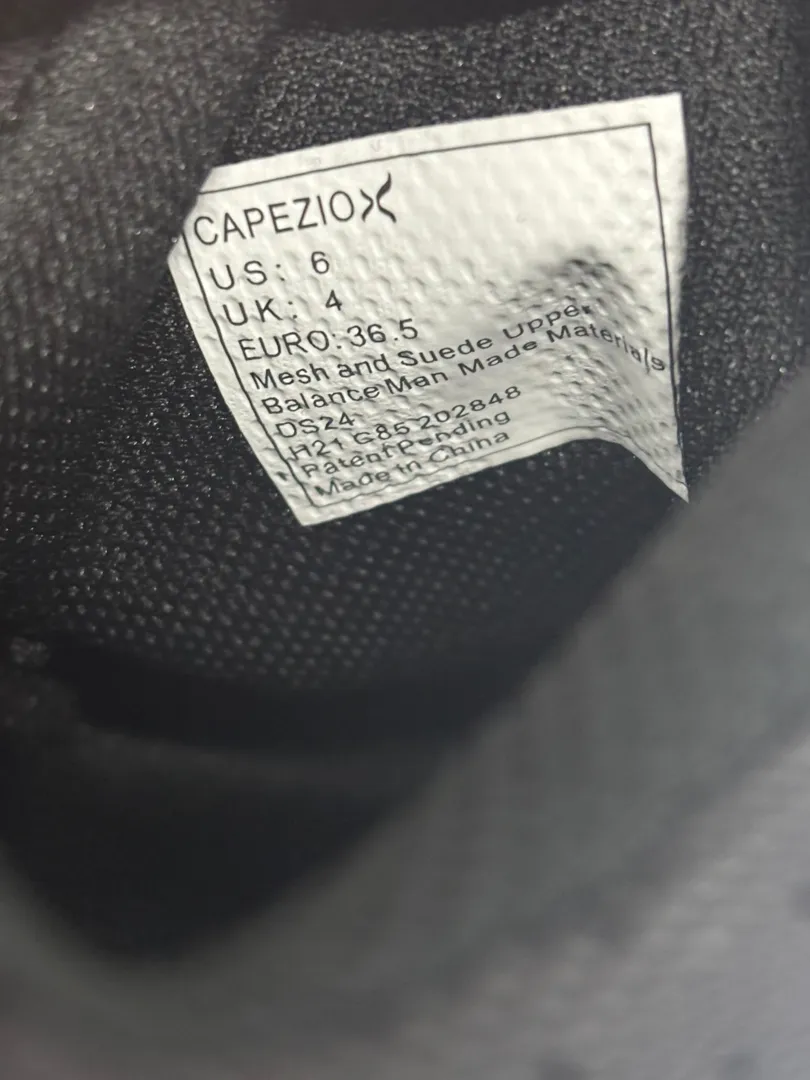 CAPEZIO
US: 6
UK: 4
EURO: 36.5
Mesh and Suede Upper
Balance Man Made Materials
DS24
H21 G85 202848
Patent Pending
Made in China